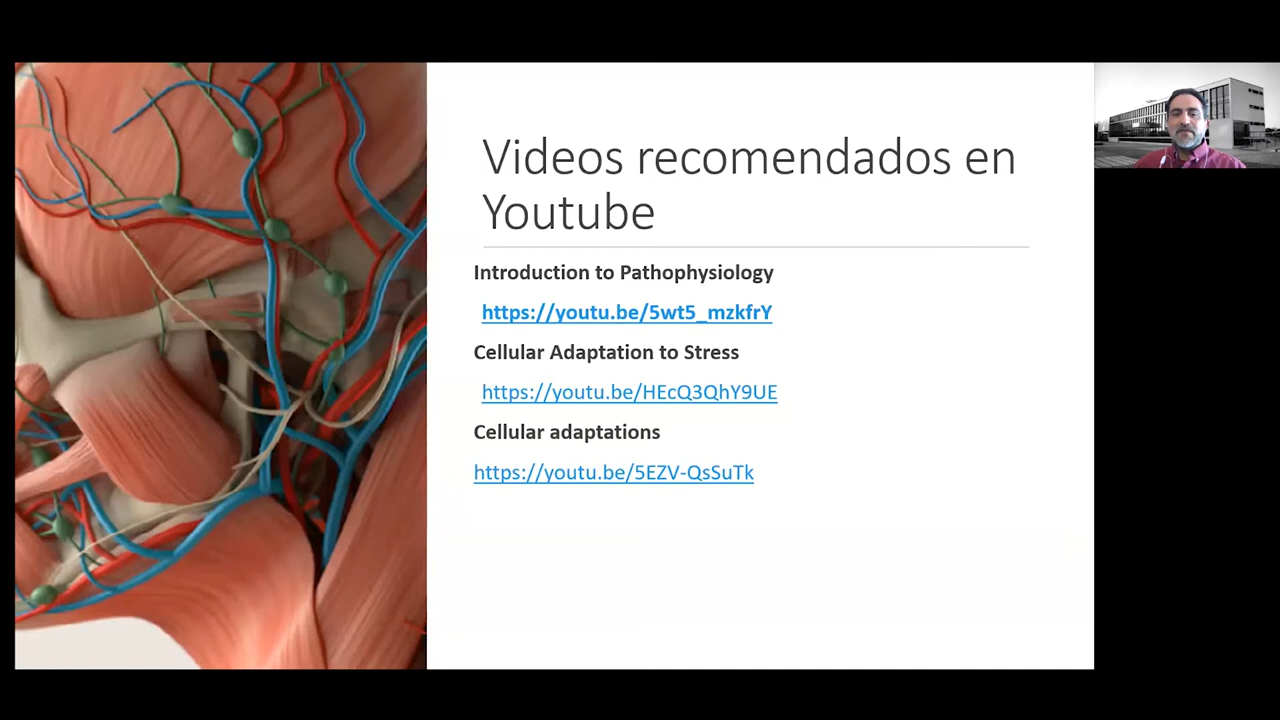 Videos recomendados en
Youtube
Introduction to Pathophysiology
https://youtu.be/5wt5_mzkfrY
Cellular Adaptation to Stress
https://youtu.be/HEcQ3QhY9UE
Cellular adaptations
https://youtu.be/5EZV-QsSuTk